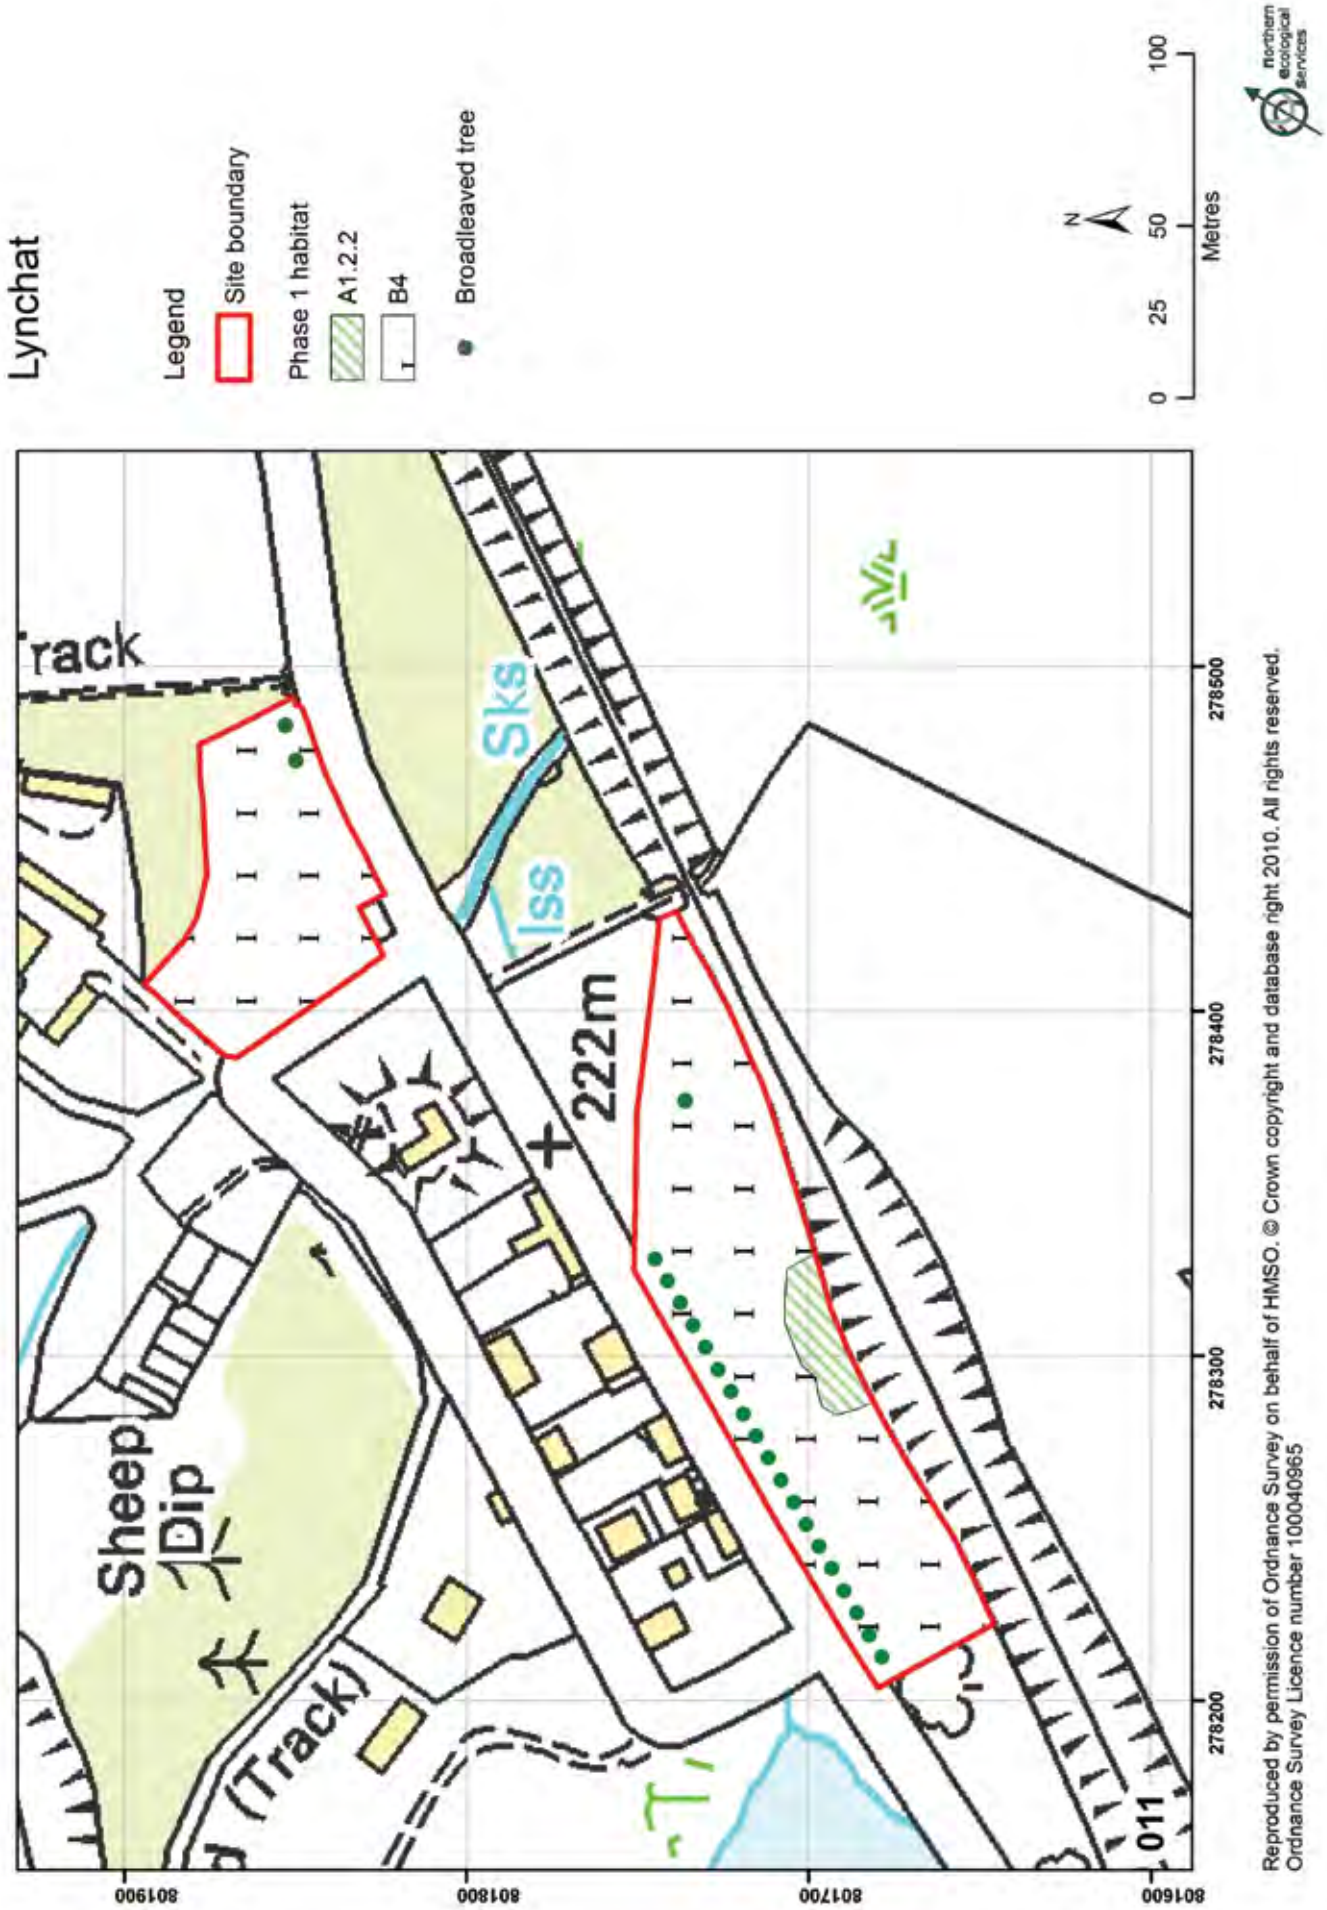 Lynchat
Legend
Site boundary
Phase 1 habitat
A1.2.2
I B4
Broadleaved tree
N
0 25 50 100
Metres
northern
ecological
services
rack
Sheep
Dip
Sks
Iss
222m
d (Track)
011
801900
801800
801700
801600
278200
278300
278400
278500
Reproduced by permission of Ordnance Survey on behalf of HMSO. © Crown copyright and database right 2010. All rights reserved.
Ordnance Survey Licence number 100040965